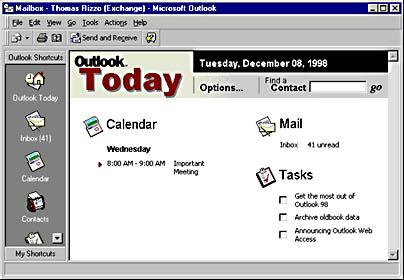 Mailbox - Thomas Rizzo (Exchange) - Microsoft Outlook
File Edit View Go Tools Actions Help
Send and Receive
Outlook Shortcuts
Outlook Today
Inbox (41)
Calendar
Contacts
My Shortcuts
Outlook
Today
Tuesday, December 08, 1998
Options...
Find a
Contact
go
Calendar
Wednesday
8:00 AM - 9:00 AM Important
Meeting
Mail
Inbox 41 unread
Tasks
Get the most out of
Outlook 98
Archive oldbook data
Announcing Outlook Web
Access